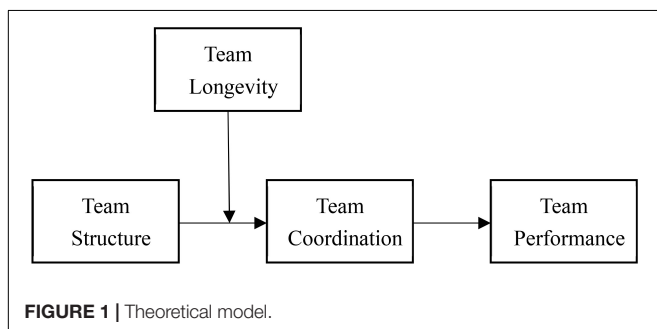 Team
Longevity
Team
Structure
Team
Coordination
Team
Performance
FIGURE 1 | Theoretical model.